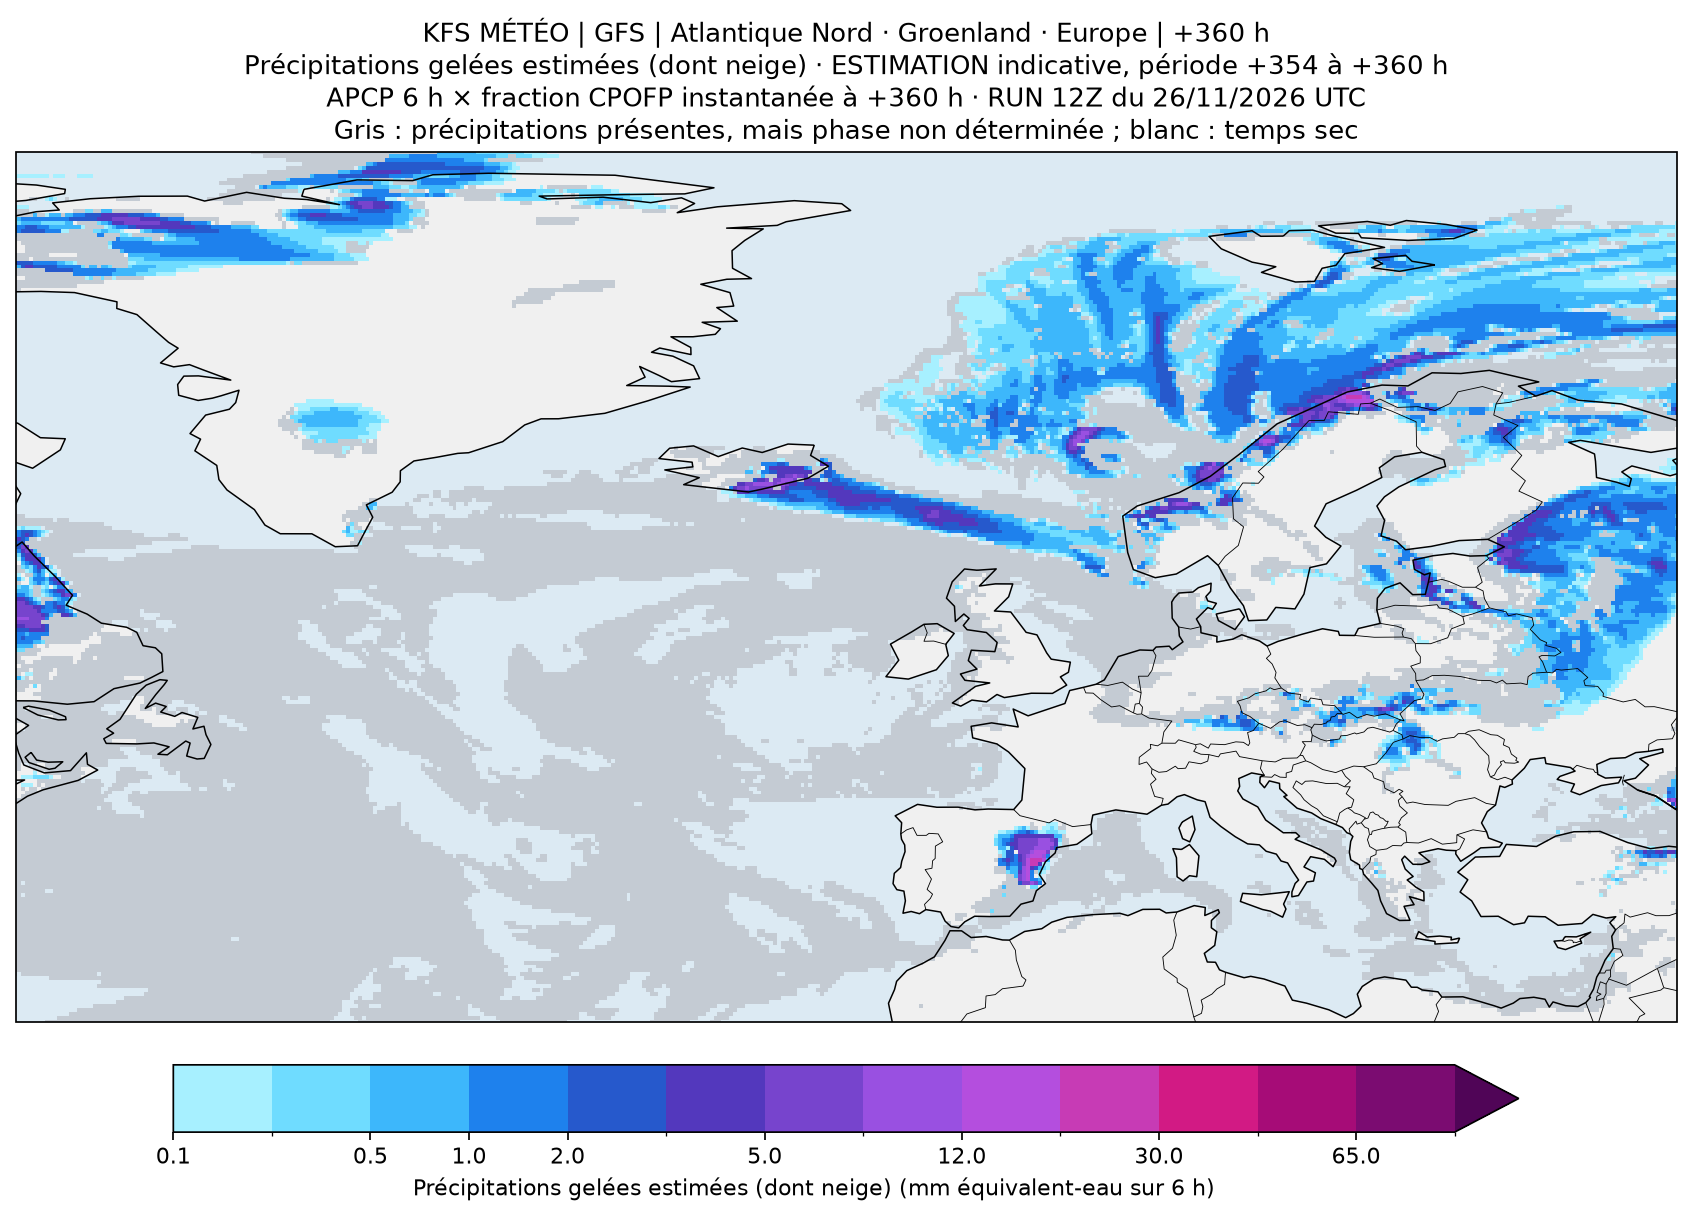 KFS MÉTÉO | GFS | Atlantique Nord · Groenland · Europe | +360 h
Précipitations gelées estimées (dont neige) · ESTIMATION indicative, période +354 à +360 h
APCP 6 h × fraction CPOFP instantanée à +360 h · RUN 12Z du 26/11/2026 UTC
Gris : précipitations présentes, mais phase non déterminée ; blanc : temps sec
0.1 0.5 1.0 2.0 5.0 12.0 30.0 65.0
Précipitations gelées estimées (dont neige) (mm équivalent-eau sur 6 h)